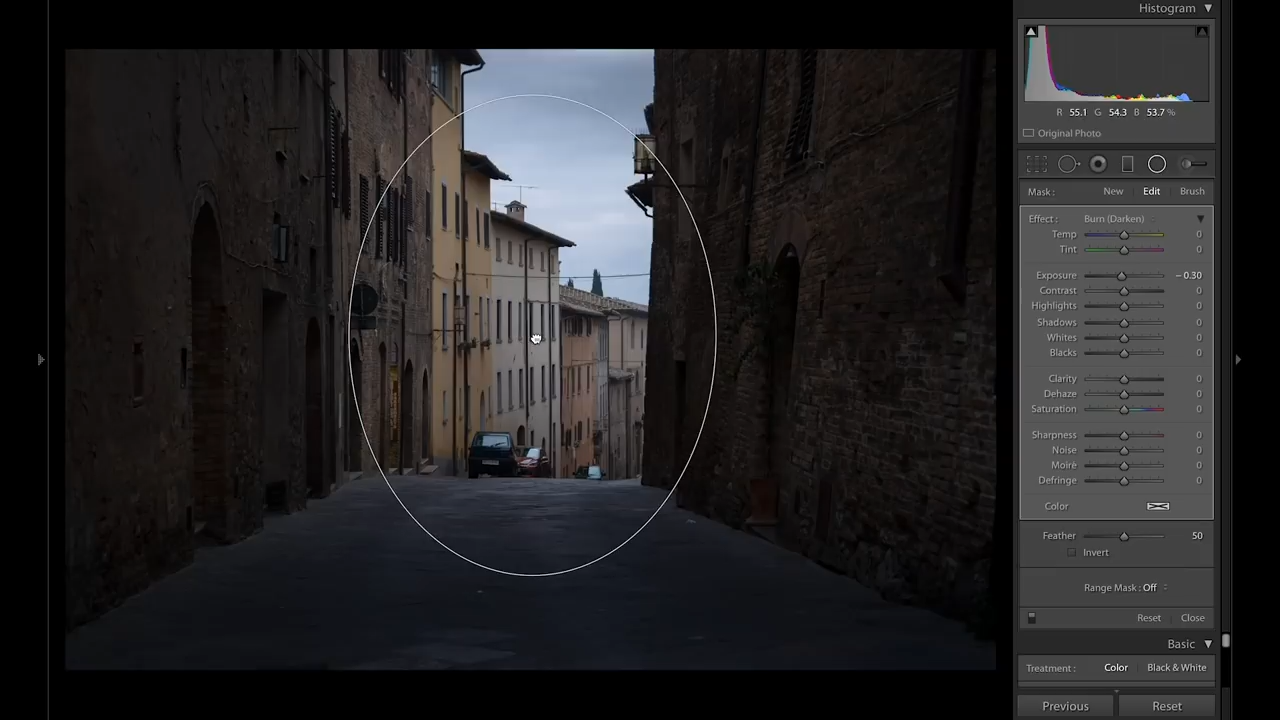 Histogram
R 55.1 G 54.3 B 53.7 %
Original Photo
Mask : New Edit Brush
Effect : Burn (Darken)
Temp 0
Tint 0
Exposure – 0.30
Contrast 0
Highlights 0
Shadows 0
Whites 0
Blacks 0
Clarity 0
Dehaze 0
Saturation 0
Sharpness 0
Noise 0
Moiré 0
Defringe 0
Color
Feather 50
Invert
Range Mask : Off
Reset Close
Basic
Treatment : Color Black & White
Previous Reset